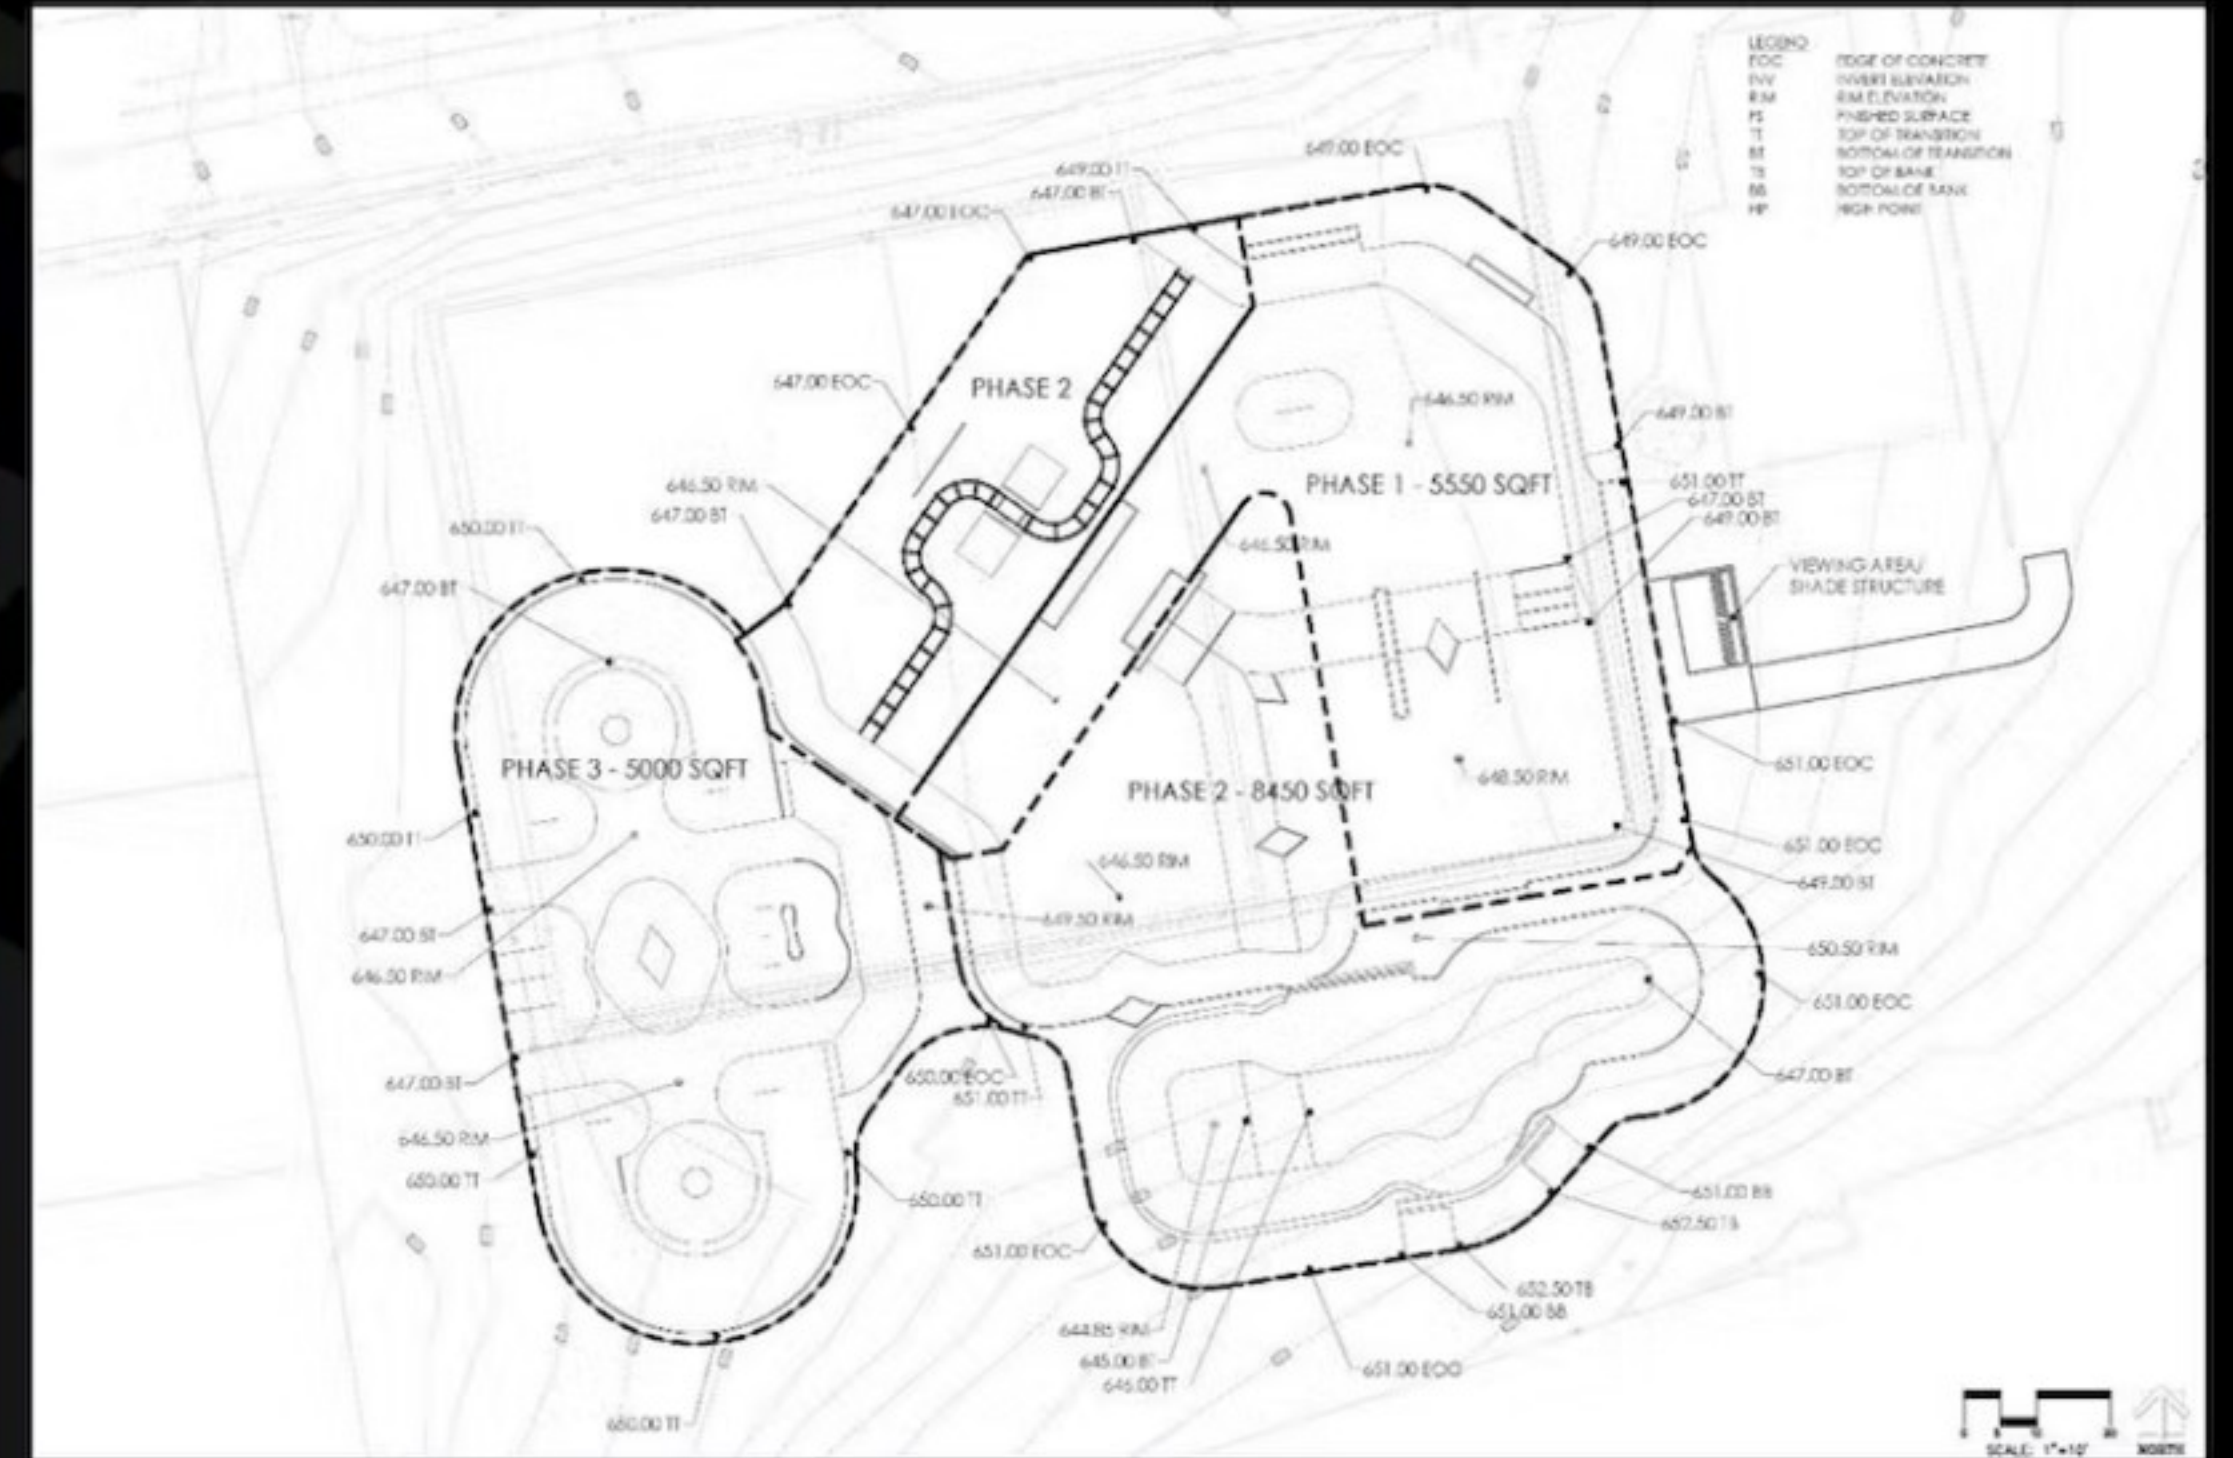 LEGEND
EOC EDGE OF CONCRETE
INV INVERT ELEVATION
RIM RIM ELEVATION
FS FINISHED SURFACE
TT TOP OF TRANSITION
BT BOTTOM OF TRANSITION
TB TOP OF BANK
BB BOTTOM OF BANK
HP HIGH POINT
649.00 EOC
649.00 TT
647.00 BT
647.00 EOC
649.00 EOC
647.00 EOC
PHASE 2
646.50 RIM
649.00 BT
646.50 RIM
PHASE 1 - 5550 SQFT
651.00 TT
647.00 BT
647.00 BT
649.00 BT
650.00 TT
646.50 RIM
VIEWING AREA/
SHADE STRUCTURE
647.00 BT
PHASE 3 - 5000 SQFT
651.00 EOC
648.50 RIM
PHASE 2 - 8450 SQFT
650.00 TT
651.00 EOC
646.50 RIM
649.00 BT
649.50 RIM
647.00 BT
650.50 RIM
646.50 RIM
651.00 EOC
647.00 BT
650.00 EOC
647.00 BT
651.00 TT
646.50 RIM
650.00 TT
650.00 TT
651.00 BB
652.50 TB
651.00 EOC
652.50 TB
651.00 BB
644.85 RIM
645.00 BT
646.00 TT
651.00 EOC
650.00 TT
SCALE: 1"=10'
NORTH